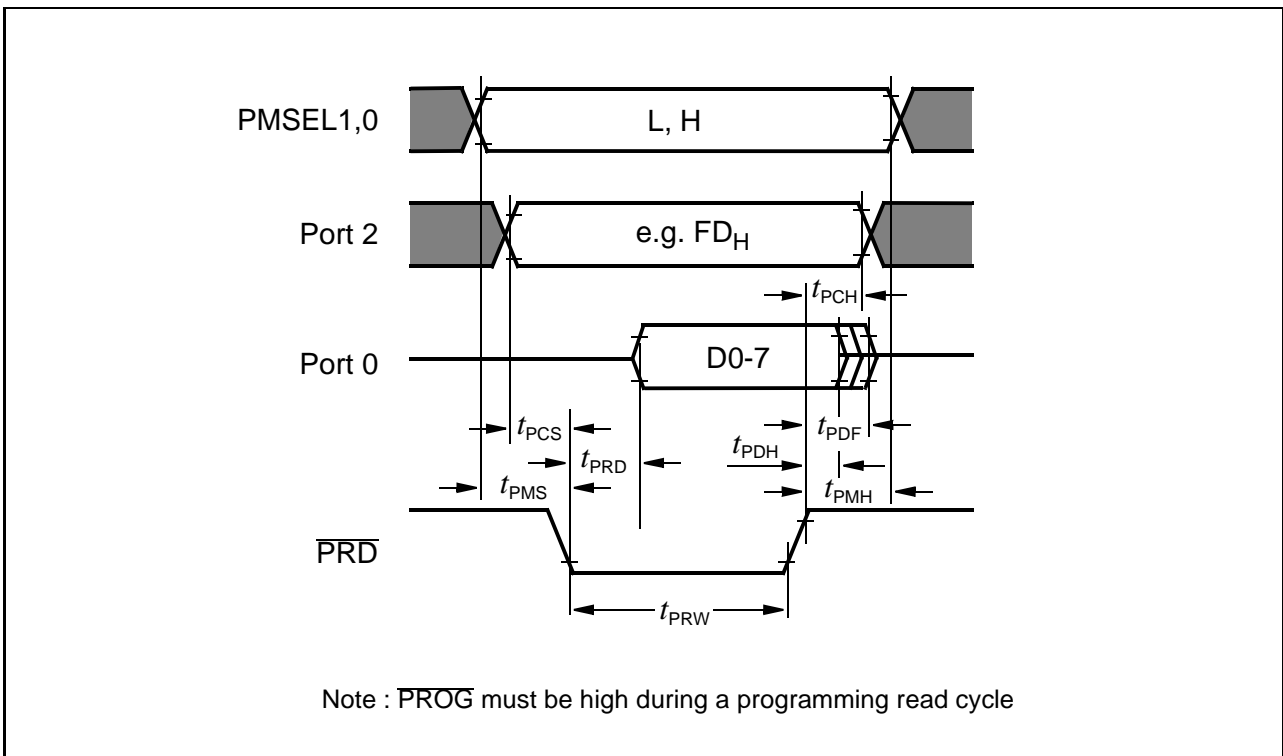 PMSEL1,0
L, H
Port 2
e.g. FDH
tPCH
Port 0
D0-7
tPCS
tPDF
tPDH
tPRD
tPMS
tPMH
PRD
tPRW
Note : PROG must be high during a programming read cycle